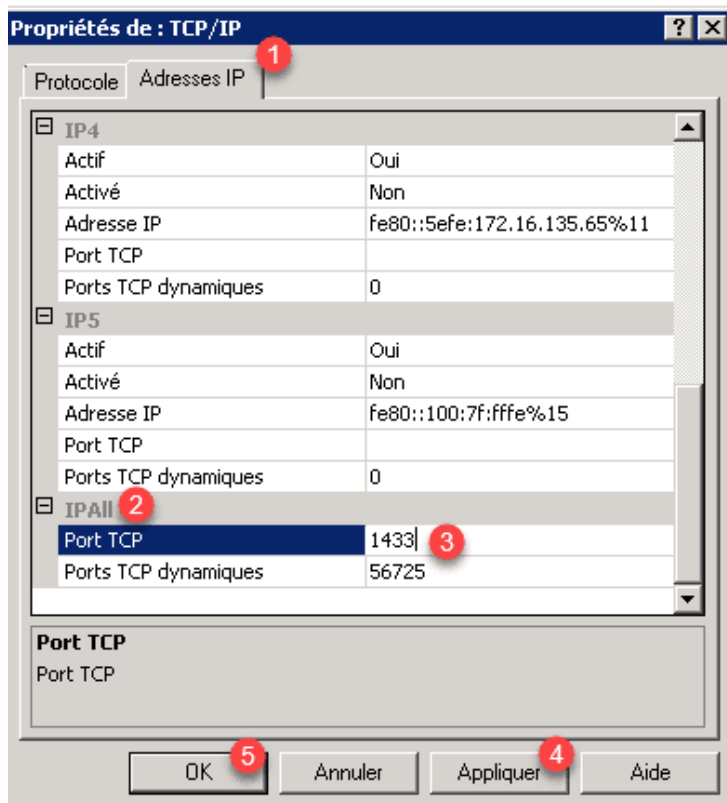 Propriétés de : TCP/IP ? X
1
Protocole Adresses IP
IP4
Actif Oui
Activé Non
Adresse IP fe80::5efe:172.16.135.65%11
Port TCP
Ports TCP dynamiques 0
IP5
Actif Oui
Activé Non
Adresse IP fe80::100:7f:fffe%15
Port TCP
Ports TCP dynamiques 0
IPAll 2
Port TCP 1433 3
Ports TCP dynamiques 56725
Port TCP
Port TCP
OK 5 Annuler Appliquer 4 Aide